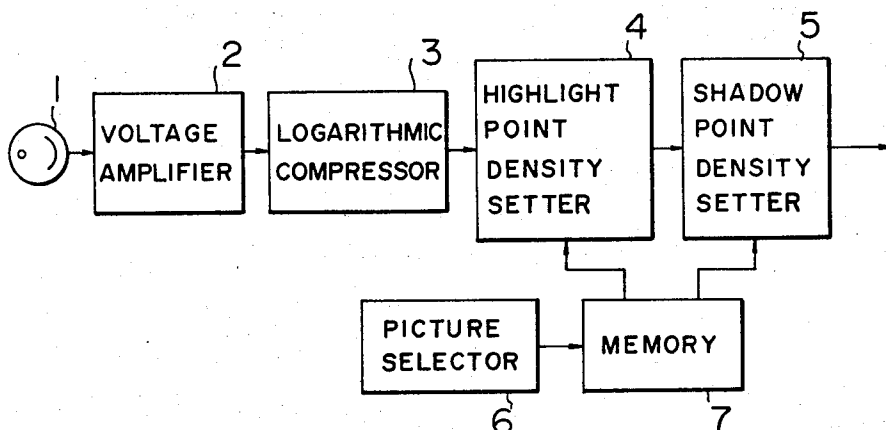 1
2
3
4
5
VOLTAGE
AMPLIFIER
LOGARITHMIC
COMPRESSOR
HIGHLIGHT
POINT
DENSITY
SETTER
SHADOW
POINT
DENSITY
SETTER
PICTURE
SELECTOR
MEMORY
6
7